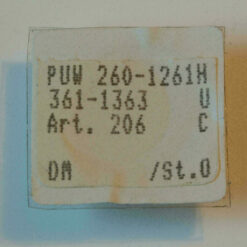 PUW 260-1261H
361-1363 U
Art. 206 C
DM /St.0